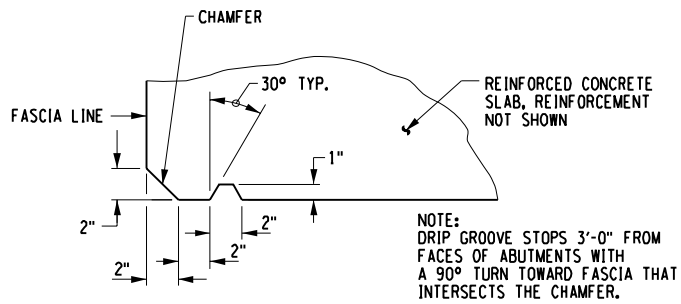 CHAMFER
30° TYP.
REINFORCED CONCRETE
SLAB, REINFORCEMENT
NOT SHOWN
FASCIA LINE
1"
2"
2"
2"
2"
NOTE:
DRIP GROOVE STOPS 3'-0" FROM
FACES OF ABUTMENTS WITH
A 90° TURN TOWARD FASCIA THAT
INTERSECTS THE CHAMFER.